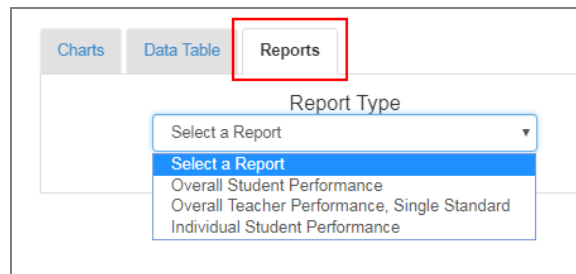 Charts Data Table Reports
Report Type
Select a Report
Select a Report
Overall Student Performance
Overall Teacher Performance, Single Standard
Individual Student Performance